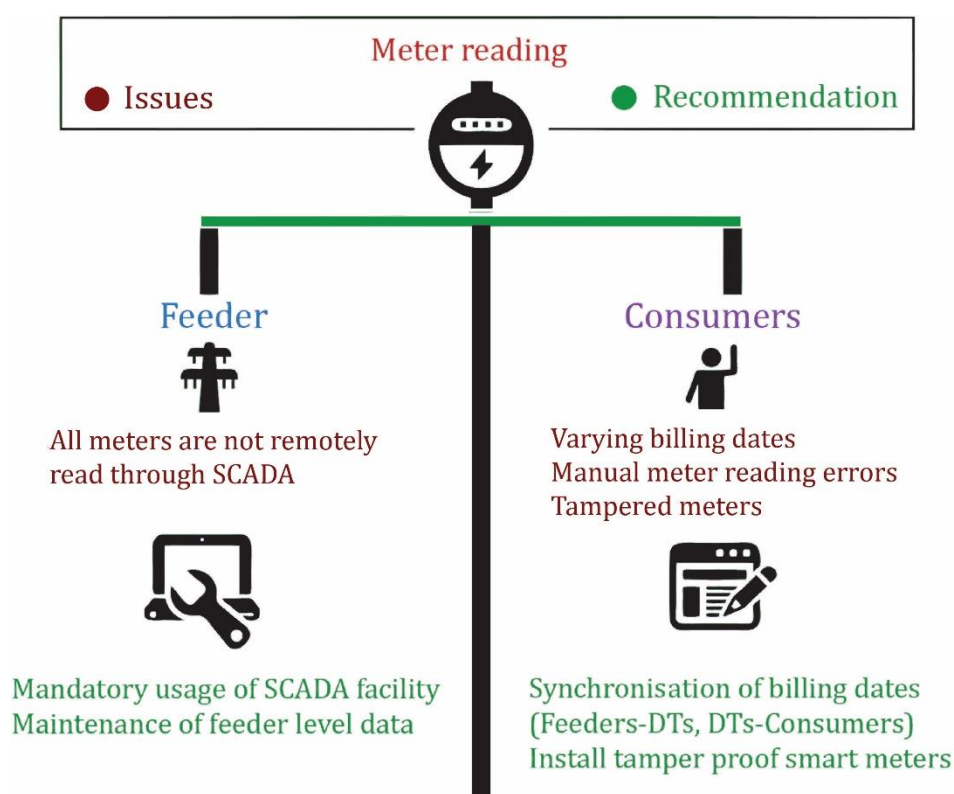 Meter reading
Issues
Recommendation
Feeder
All meters are not remotely
read through SCADA
Mandatory usage of SCADA facility
Maintenance of feeder level data
Consumers
Varying billing dates
Manual meter reading errors
Tampered meters
Synchronisation of billing dates
(Feeders-DTs, DTs-Consumers)
Install tamper proof smart meters